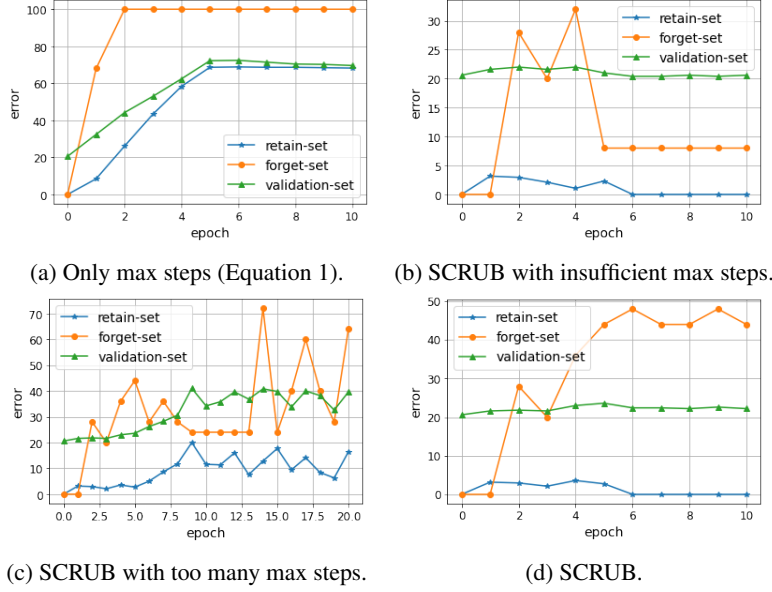 100
80
60
40
20
0
error
retain-set
forget-set
validation-set
0 2 4 6 8 10
epoch
(a) Only max steps (Equation 1).
30
25
20
15
10
5
0
error
retain-set
forget-set
validation-set
0 2 4 6 8 10
epoch
(b) SCRUB with insufficient max steps.
70
60
50
40
30
20
10
0
error
retain-set
forget-set
validation-set
0.0 2.5 5.0 7.5 10.0 12.5 15.0 17.5 20.0
epoch
(c) SCRUB with too many max steps.
50
40
30
20
10
0
error
retain-set
forget-set
validation-set
0 2 4 6 8 10
epoch
(d) SCRUB.